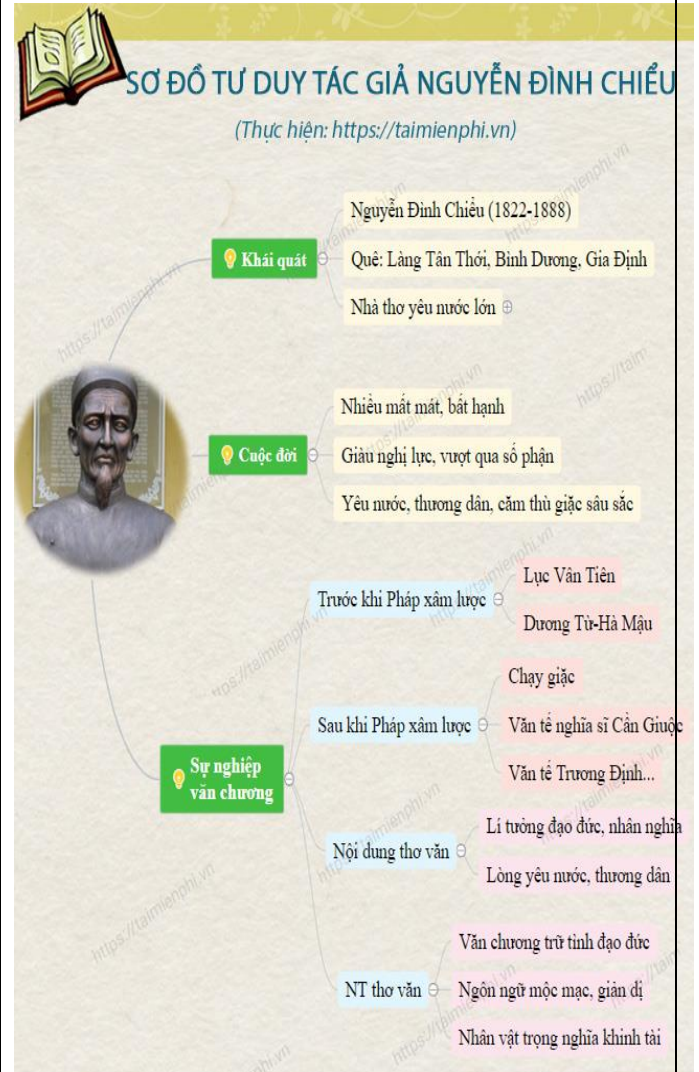 SƠ ĐỒ TƯ DUY TÁC GIẢ NGUYỄN ĐÌNH CHIỂU
(Thực hiện: https://taimienphi.vn)
Khái quát
Nguyễn Đình Chiểu (1822-1888)
Quê: Làng Tân Thới, Bình Dương, Gia Định
Nhà thơ yêu nước lớn
Cuộc đời
Nhiều mất mát, bất hạnh
Giàu nghị lực, vượt qua số phận
Yêu nước, thương dân, căm thù giặc sâu sắc
Sự nghiệp
văn chương
Trước khi Pháp xâm lược
Lục Vân Tiên
Dương Từ-Hà Mậu
Sau khi Pháp xâm lược
Chạy giặc
Văn tế nghĩa sĩ Cần Giuộc
Văn tế Trương Định...
Nội dung thơ văn
Lí tưởng đạo đức, nhân nghĩa
Lòng yêu nước, thương dân
NT thơ văn
Văn chương trữ tình đạo đức
Ngôn ngữ mộc mạc, giản dị
Nhân vật trọng nghĩa khinh tài
https://taimienphi.vn